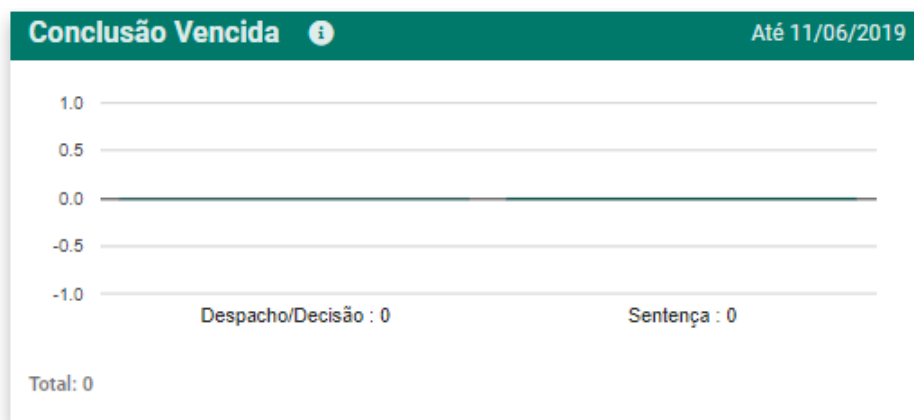 Conclusão Vencida Até 11/06/2019
1.0
0.5
0.0
-0.5
-1.0
Despacho/Decisão : 0 Sentença : 0
Total: 0